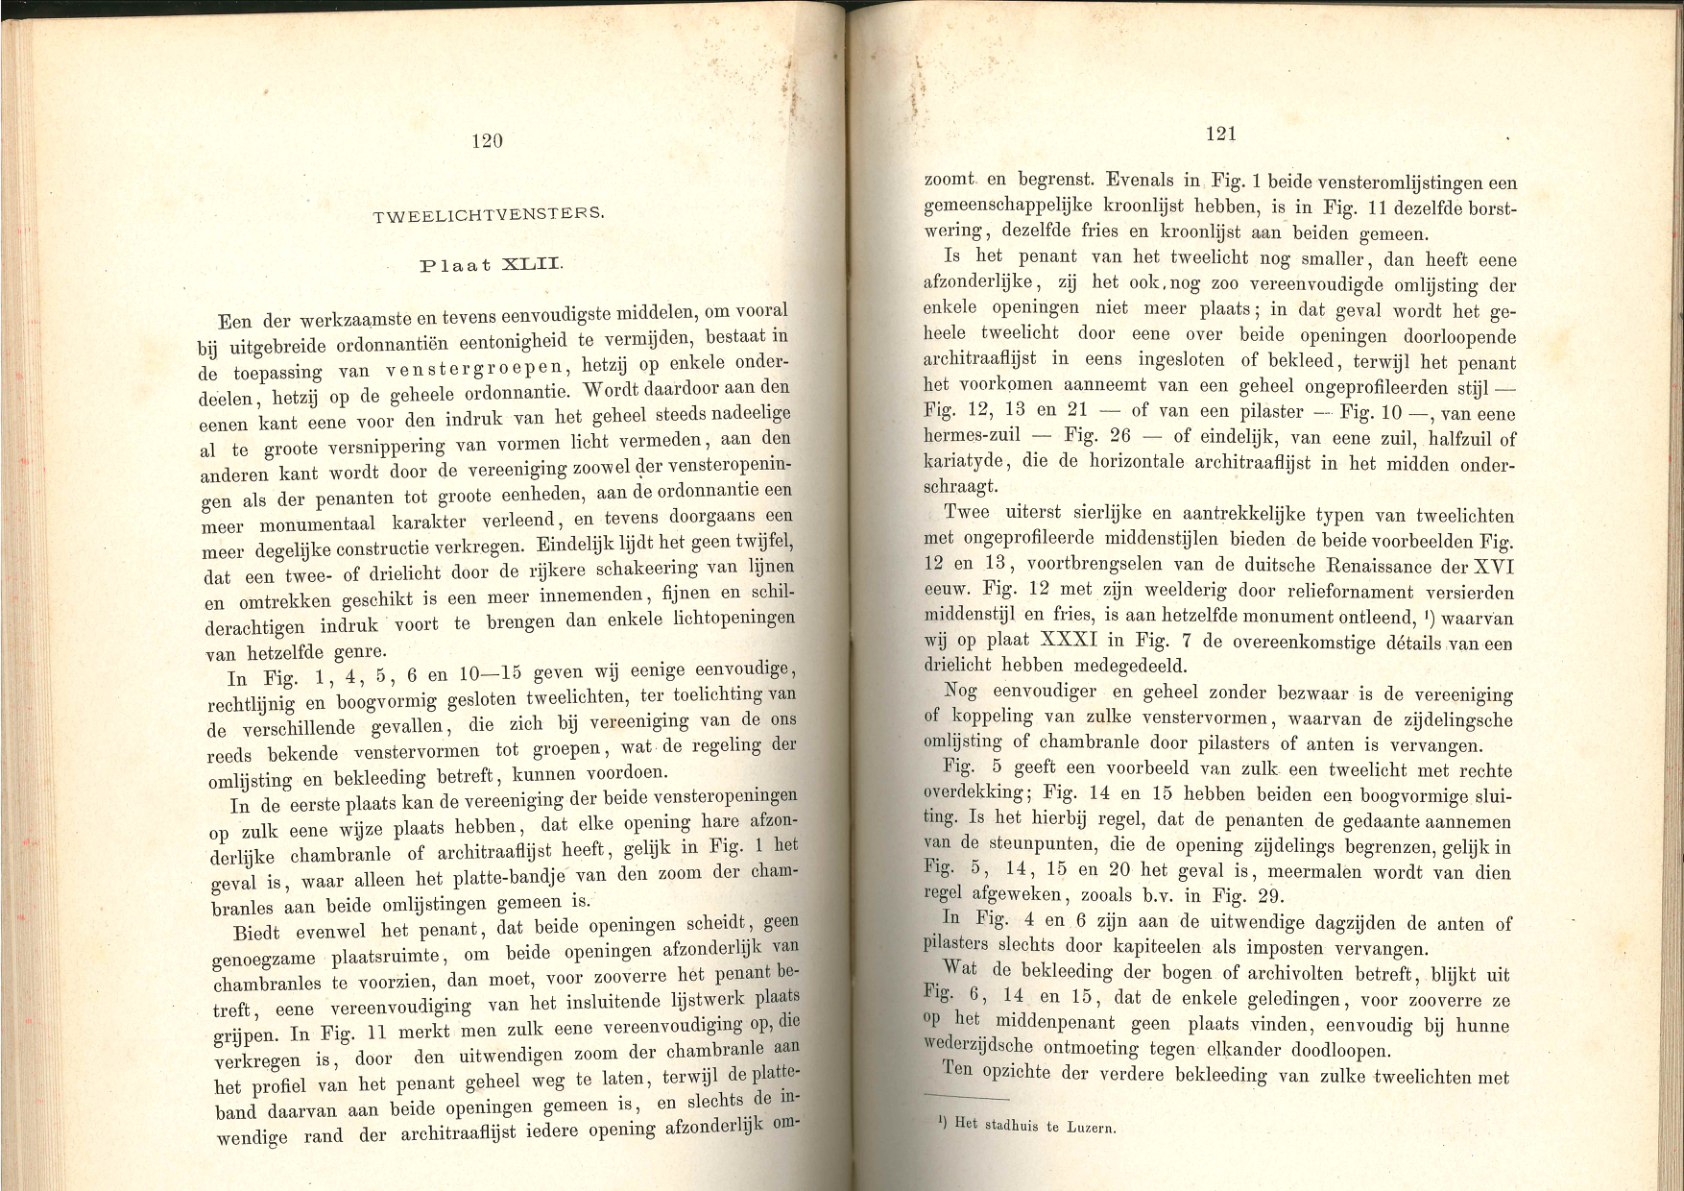 120
TWEELICHTVENSTERS.
Plaat XLII.
Een der werkzaamste en tevens eenvoudigste middelen, om vooral
bij uitgebreide ordonnantiën eentonigheid te vermijden, bestaat in
de toepassing van venstergroepen, hetzij op enkele onder-
deelen, hetzij op de geheele ordonnantie. Wordt daardoor aan den
eenen kant eene voor den indruk van het geheel steeds nadeelige
al te groote versnippering van vormen licht vermeden, aan den
anderen kant wordt door de vereeniging zoowel der vensteropenin-
gen als der penanten tot groote eenheden, aan de ordonnantie een
meer monumentaal karakter verleend, en tevens doorgaans een
meer degelijke constructie verkregen. Eindelijk lijdt het geen twijfel,
dat een twee- of drielicht door de rijkere schakeering van lijnen
en omtrekken geschikt is een meer innemenden, fijnen en schil-
derachtigen indruk voort te brengen dan enkele lichtopeningen
van hetzelfde genre.
In Fig. 1, 4, 5, 6 en 10—15 geven wij eenige eenvoudige,
rechtlijnig en boogvormig gesloten tweelichten, ter toelichting van
de verschillende gevallen, die zich bij vereeniging van de ons
reeds bekende venstervormen tot groepen, wat de regeling der
omlijsting en bekleeding betreft, kunnen voordoen.
In de eerste plaats kan de vereeniging der beide vensteropeningen
op zulk eene wijze plaats hebben, dat elke opening hare afzon-
derlijke chambranle of architraaflijst heeft, gelijk in Fig. 1 het
geval is, waar alleen het platte-bandje van den zoom der cham-
branles aan beide omlijstingen gemeen is.
Biedt evenwel het penant, dat beide openingen scheidt, geen
genoegzame plaatsruimte, om beide openingen afzonderlijk van
chambranles te voorzien, dan moet, voor zooverre het penant be-
treft, eene vereenvoudiging van het insluitende lijstwerk plaats
grijpen. In Fig. 11 merkt men zulk eene vereenvoudiging op, die
verkregen is, door den uitwendigen zoom der chambranle aan
het profiel van het penant geheel weg te laten, terwijl de platte-
band daarvan aan beide openingen gemeen is, en slechts de in-
wendige rand der architraaflijst iedere opening afzonderlijk om-
121
zoomt en begrenst. Evenals in Fig. 1 beide vensteromlijstingen een
gemeenschappelijke kroonlijst hebben, is in Fig. 11 dezelfde borst-
wering, dezelfde fries en kroonlijst aan beiden gemeen.
Is het penant van het tweelicht nog smaller, dan heeft eene
afzonderlijke, zij het ook nog zoo vereenvoudigde omlijsting der
enkele openingen niet meer plaats; in dat geval wordt het ge-
heele tweelicht door eene over beide openingen doorloopende
architraaflijst in eens ingesloten of bekleed, terwijl het penant
het voorkomen aanneemt van een geheel ongeprofileerden stijl —
Fig. 12, 13 en 21 — of van een pilaster — Fig. 10 —, van eene
hermes-zuil — Fig. 26 — of eindelijk, van eene zuil, halfzuil of
kariatyde, die de horizontale architraaflijst in het midden onder-
schraagt.
Twee uiterst sierlijke en aantrekkelijke typen van tweelichten
met ongeprofileerde middenstijlen bieden de beide voorbeelden Fig.
12 en 13, voortbrengselen van de duitsche Renaissance der XVI
eeuw. Fig. 12 met zijn weelderig door reliefornament versierden
middenstijl en fries, is aan hetzelfde monument ontleend, ¹) waarvan
wij op plaat XXXI in Fig. 7 de overeenkomstige détails van een
drielicht hebben medegedeeld.
Nog eenvoudiger en geheel zonder bezwaar is de vereeniging
of koppeling van zulke venstervormen, waarvan de zijdelingsche
omlijsting of chambranle door pilasters of anten is vervangen.
Fig. 5 geeft een voorbeeld van zulk een tweelicht met rechte
overdekking; Fig. 14 en 15 hebben beiden een boogvormige slui-
ting. Is het hierbij regel, dat de penanten de gedaante aannemen
van de steunpunten, die de opening zijdelings begrenzen, gelijk in
Fig. 5, 14, 15 en 20 het geval is, meermalen wordt van dien
regel afgeweken, zooals b.v. in Fig. 29.
In Fig. 4 en 6 zijn aan de uitwendige dagzijden de anten of
pilasters slechts door kapiteelen als imposten vervangen.
Wat de bekleeding der bogen of archivolten betreft, blijkt uit
Fig. 6, 14 en 15, dat de enkele geledingen, voor zooverre ze
op het middenpenant geen plaats vinden, eenvoudig bij hunne
wederzijdsche ontmoeting tegen elkander doodloopen.
Ten opzichte der verdere bekleeding van zulke tweelichten met
¹) Het stadhuis te Luzern.